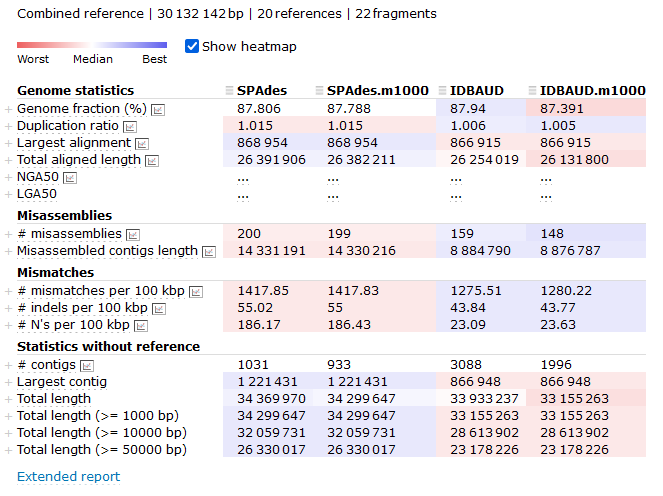 Combined reference | 30 132 142 bp | 20 references | 22 fragments
Worst Median Best Show heatmap
Genome statistics SPAdes SPAdes.m1000 IDBAUD IDBAUD.m1000
+ Genome fraction (%) 87.806 87.788 87.94 87.391
+ Duplication ratio 1.015 1.015 1.006 1.005
+ Largest alignment 868 954 868 954 866 915 866 915
+ Total aligned length 26 391 906 26 382 211 26 254 019 26 131 800
+ NGA50 ... ... ... ...
+ LGA50 ... ... ... ...
Misassemblies
+ # misassemblies 200 199 159 148
+ Misassembled contigs length 14 331 191 14 330 216 8 884 790 8 876 787
Mismatches
+ # mismatches per 100 kbp 1417.85 1417.83 1275.51 1280.22
+ # indels per 100 kbp 55.02 55 43.84 43.77
+ # N's per 100 kbp 186.17 186.43 23.09 23.63
Statistics without reference
+ # contigs 1031 933 3088 1996
+ Largest contig 1 221 431 1 221 431 866 948 866 948
+ Total length 34 369 970 34 299 647 33 933 237 33 155 263
+ Total length (>= 1000 bp) 34 299 647 34 299 647 33 155 263 33 155 263
+ Total length (>= 10000 bp) 32 059 731 32 059 731 28 613 902 28 613 902
+ Total length (>= 50000 bp) 26 330 017 26 330 017 23 178 226 23 178 226
Extended report